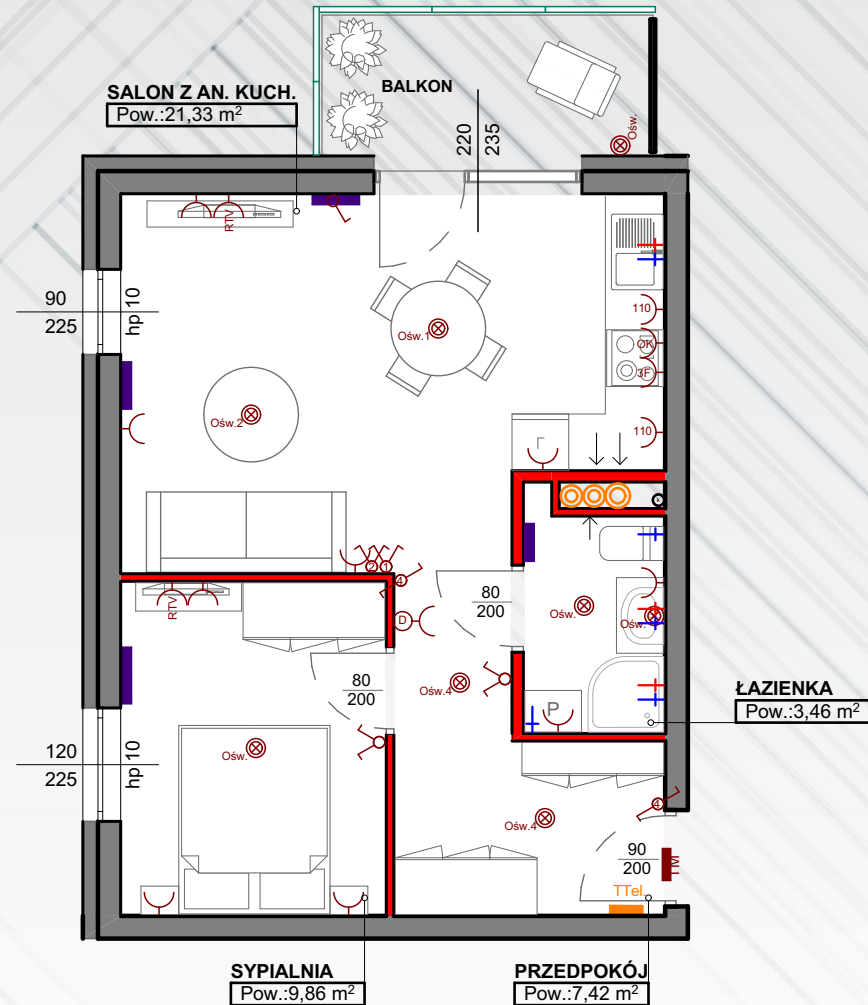 SALON Z AN. KUCH.
Pow.:21,33 m²
BALKON
220
235
Ośw.
RTV
90
225
hp 10
Ośw.1
110
OK
3F
110
Ośw.2
2
1
4
D
80
200
Ośw.
Ośw.
RTV
80
200
Ośw.4
P
ŁAZIENKA
Pow.:3,46 m²
120
225
hp 10
Ośw.
Ośw.4
4
90
200
TM
TTel.
SYPIALNIA
Pow.:9,86 m²
PRZEDPOKÓJ
Pow.:7,42 m²